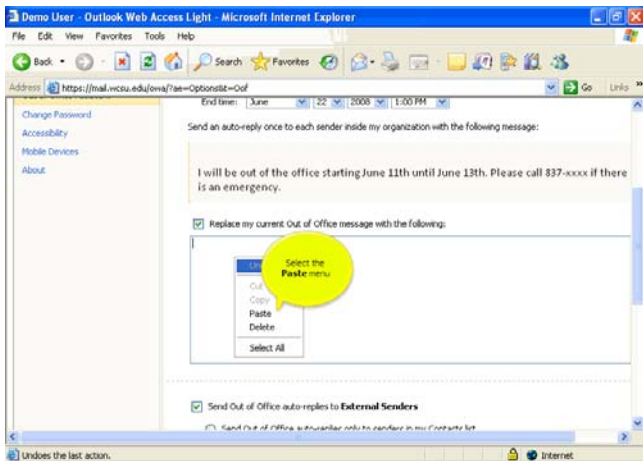 Demo User - Outlook Web Access Light - Microsoft Internet Explorer
File Edit View Favorites Tools Help
Back Search Favorites
Address https://mail.wcsu.edu/owa/?ae=Options&t=Oof Go Links »
End time: June 22 2008 1:00 PM
Change Password
Accessibility
Mobile Devices
About
Send an auto-reply once to each sender inside my organization with the following message:
I will be out of the office starting June 11th until June 13th. Please call 837-xxxx if there
is an emergency.
Replace my current Out of Office message with the following:
Select the
Paste menu
Cut
Copy
Paste
Delete
Select All
Send Out of Office auto-replies to External Senders
Send Out of Office auto-replies only to senders in my Contacts list
Undoes the last action.
Internet